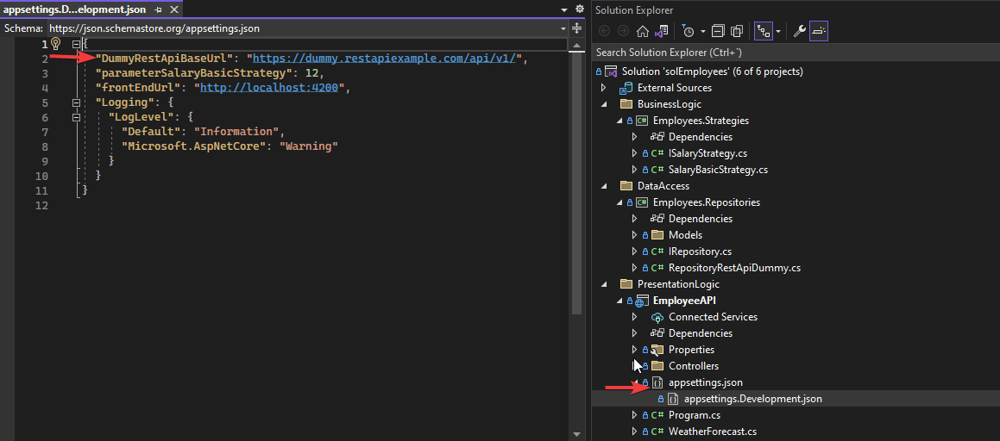 appsettings.D...elopment.json
Schema: https://json.schemastore.org/appsettings.json
1 {
2 "DummyRestApiBaseUrl": "https://dummy.restapiexample.com/api/v1/",
3 "parameterSalaryBasicStrategy": 12,
4 "frontEndUrl": "http://localhost:4200",
5 "Logging": {
6 "LogLevel": {
7 "Default": "Information",
8 "Microsoft.AspNetCore": "Warning"
9 }
10 }
11 }
12
Solution Explorer
Search Solution Explorer (Ctrl+`)
Solution 'solEmployees' (6 of 6 projects)
External Sources
BusinessLogic
C# Employees.Strategies
Dependencies
C# ISalaryStrategy.cs
C# SalaryBasicStrategy.cs
DataAccess
C# Employees.Repositories
Dependencies
Models
C# IRepository.cs
C# RepositoryRestApiDummy.cs
PresentationLogic
EmployeeAPI
Connected Services
Dependencies
Properties
Controllers
appsettings.json
appsettings.Development.json
C# Program.cs
C# WeatherForecast.cs